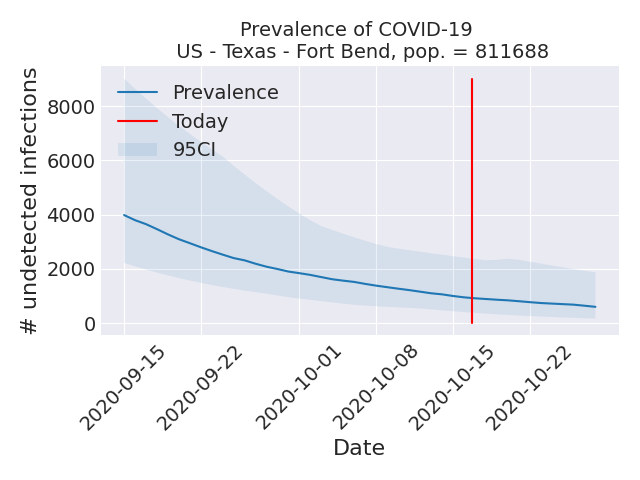 Prevalence of COVID-19
US - Texas - Fort Bend, pop. = 811688
# undetected infections
8000
6000
4000
2000
0
Prevalence
Today
95CI
2020-09-15
2020-09-22
2020-10-01
2020-10-08
2020-10-15
2020-10-22
Date